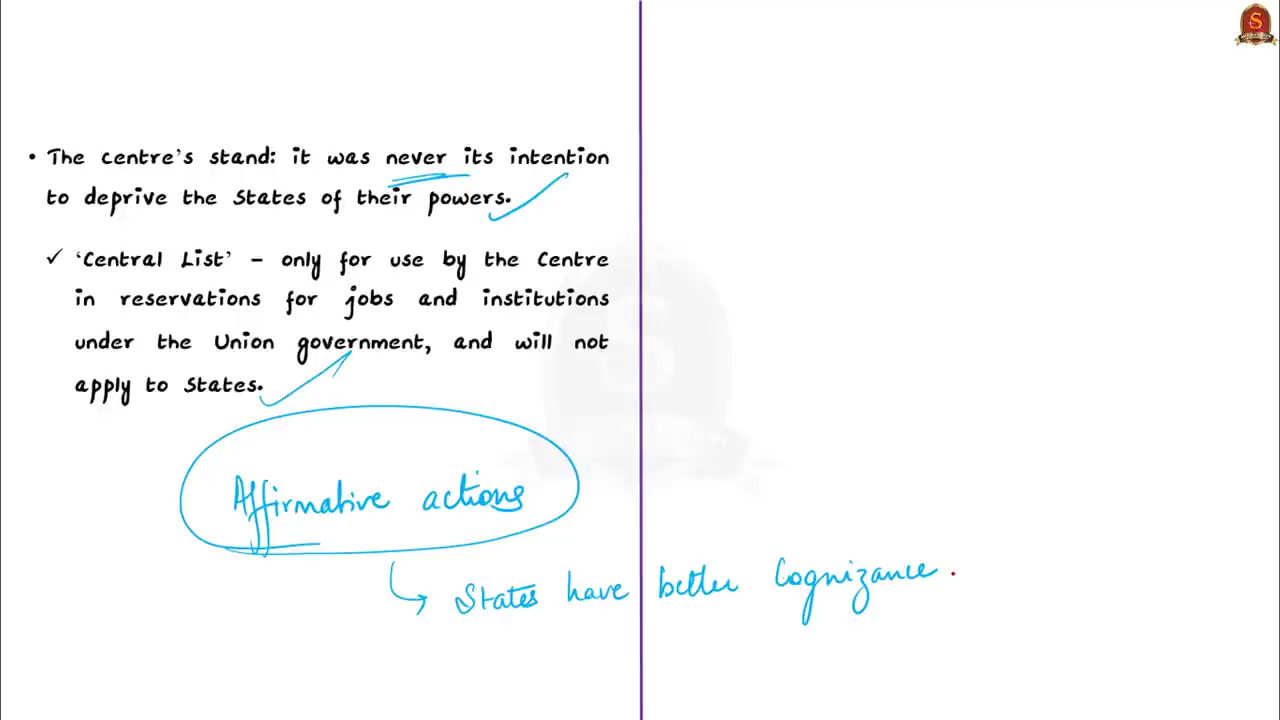 • The centre's stand: it was never its intention
to deprive the States of their powers.
✓ 'Central List' – only for use by the Centre
in reservations for jobs and institutions
under the Union government, and will not
apply to States.
Affirmative actions
States have better Cognizance.
S